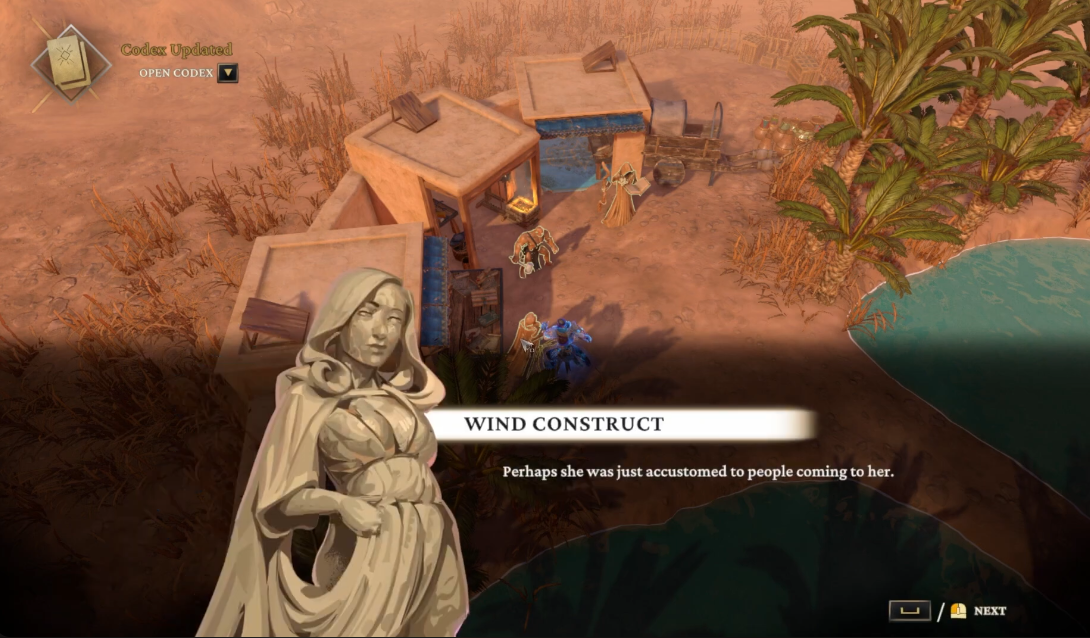 Codex Updated
OPEN CODEX
WIND CONSTRUCT
Perhaps she was just accustomed to people coming to her.
/ NEXT